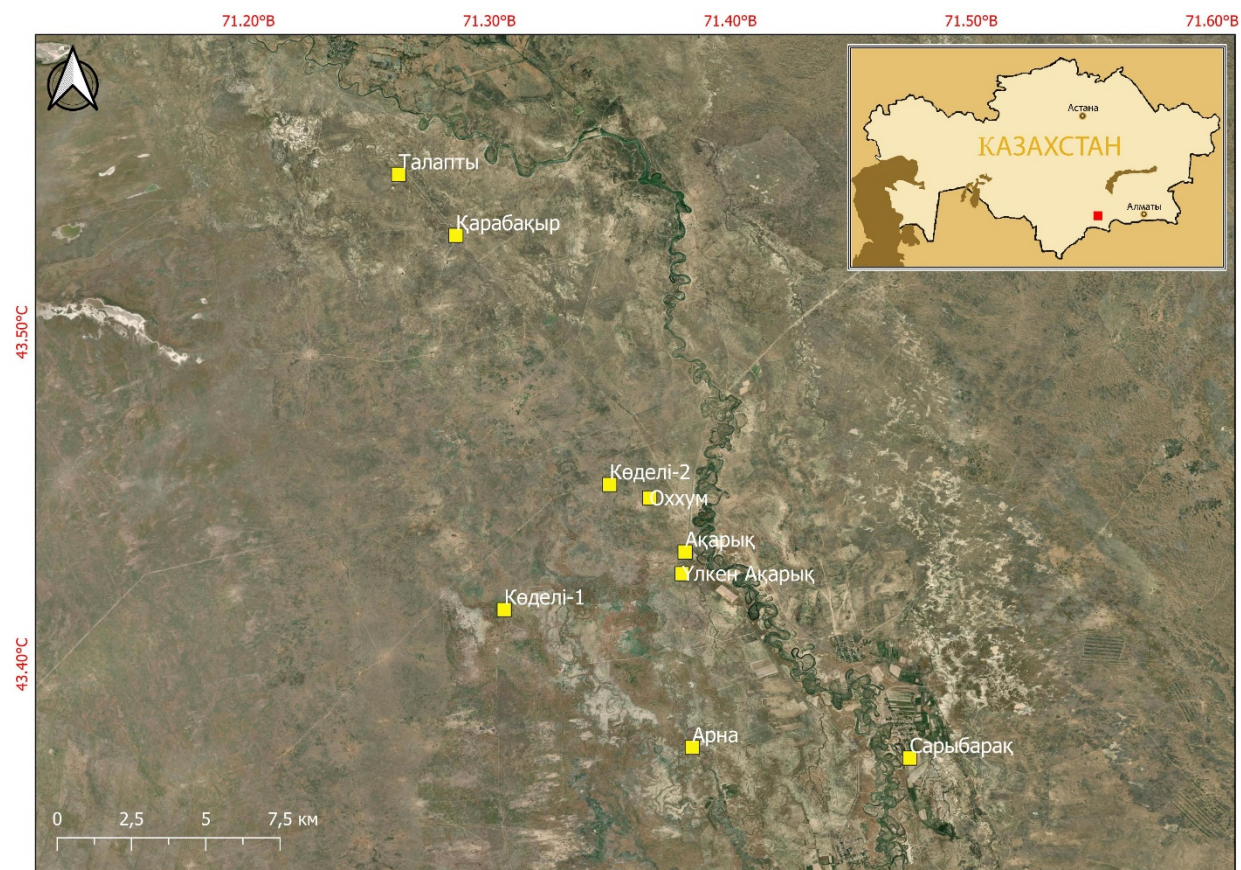 71.20°В
71.30°В
71.40°В
71.50°В
71.60°В
Астана
КАЗАХСТАН
Алматы
Талапты
Қарабақыр
43.50°С
Көделі-2
Оххум
Ақарық
Үлкен Ақарық
Көделі-1
43.40°С
Арна
Сарыбарақ
0 2,5 5 7,5 км